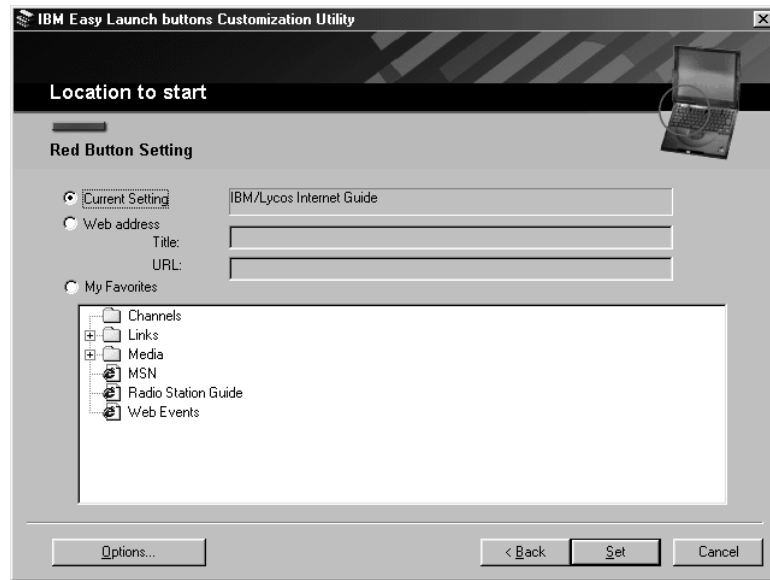 IBM Easy Launch buttons Customization Utility
Location to start
Red Button Setting
Current Setting IBM/Lycos Internet Guide
Web address
Title:
URL:
My Favorites
Channels
Links
Media
MSN
Radio Station Guide
Web Events
Options... < Back Set Cancel